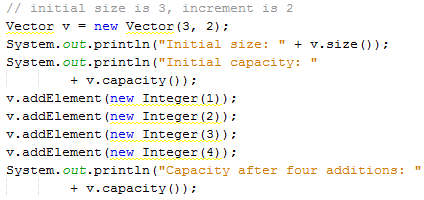 // initial size is 3, increment is 2
Vector v = new Vector(3, 2);
System.out.println("Initial size: " + v.size());
System.out.println("Initial capacity: "
+ v.capacity());
v.addElement(new Integer(1));
v.addElement(new Integer(2));
v.addElement(new Integer(3));
v.addElement(new Integer(4));
System.out.println("Capacity after four additions: "
+ v.capacity());